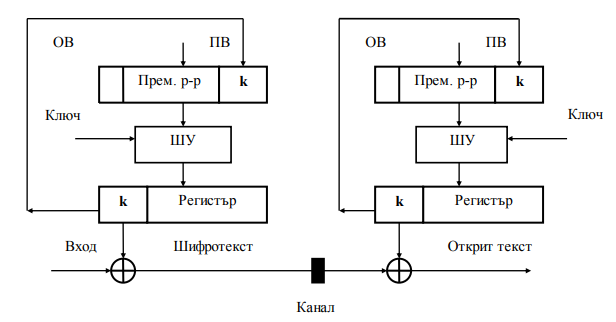 ОВ ПВ ОВ ПВ
Прем. р-р k Прем. р-р k
Ключ Ключ
ШУ ШУ
k Регистър k Регистър
Вход Шифротекст Открит текст
Канал